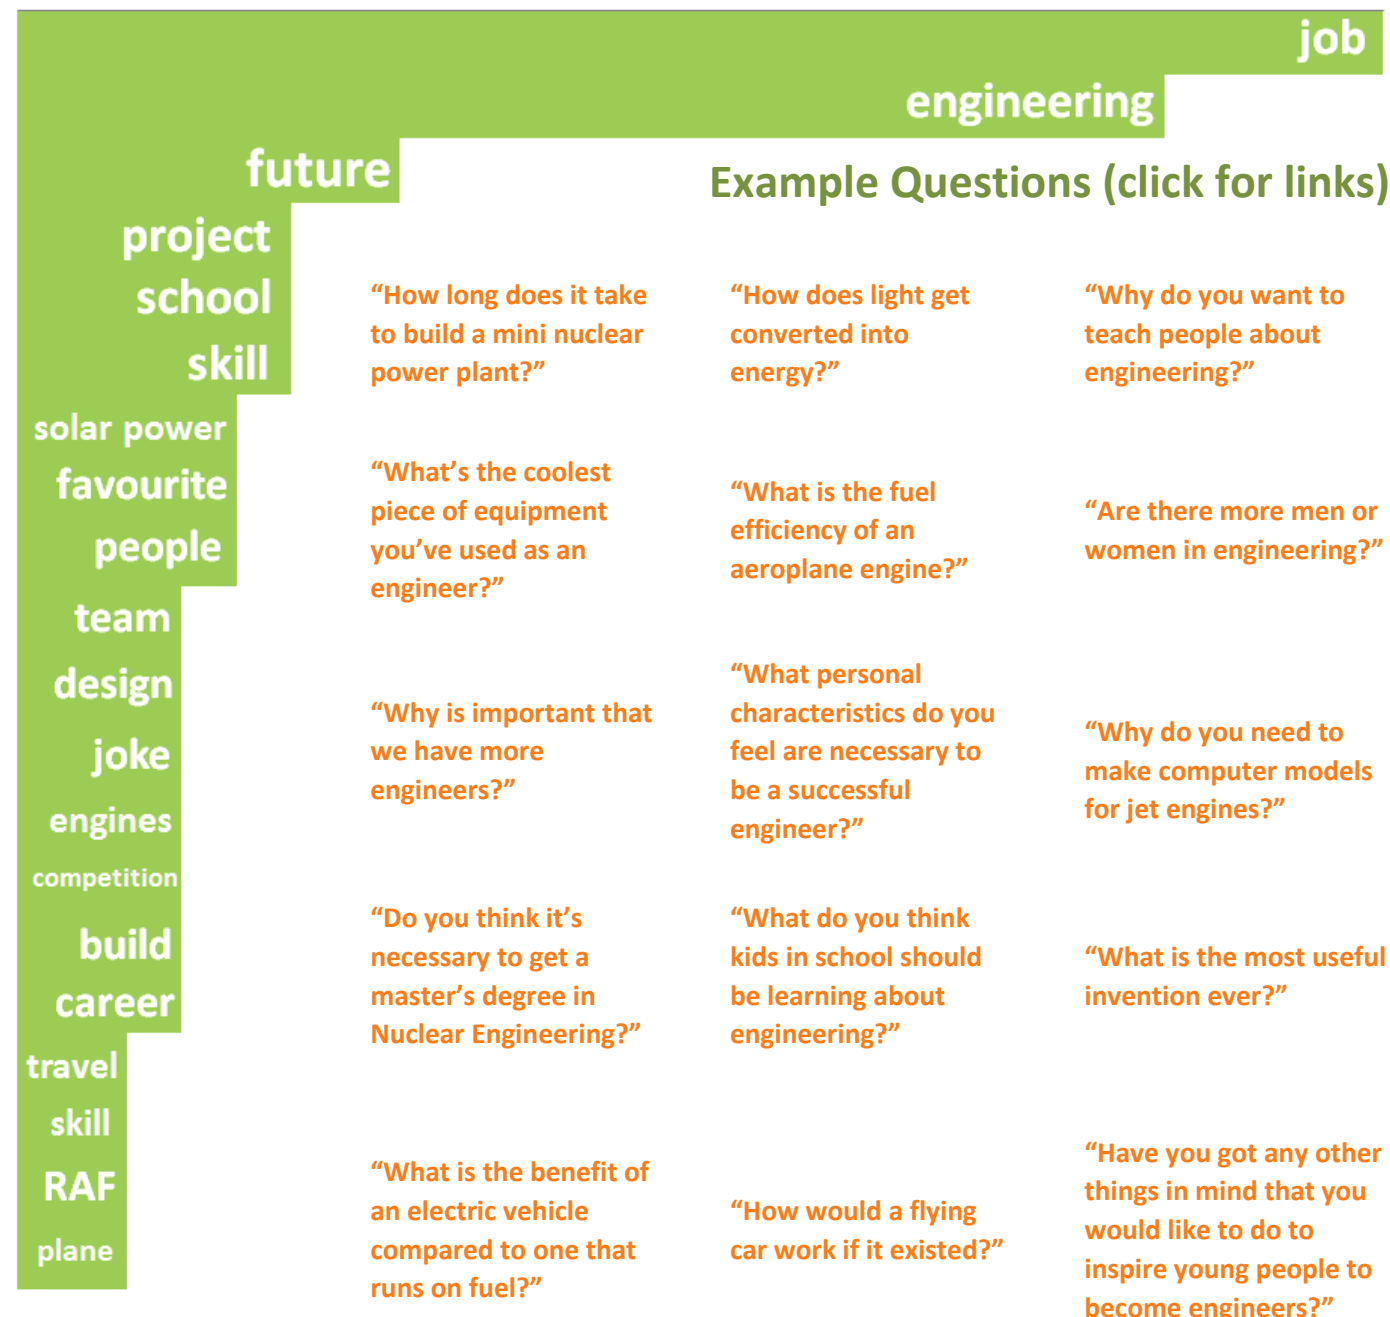 job
engineering
future
project
school
skill
solar power
favourite
people
team
design
joke
engines
competition
build
career
travel
skill
RAF
plane
Example Questions (click for links)
“How long does it take
to build a mini nuclear
power plant?”
“How does light get
converted into
energy?”
“Why do you want to
teach people about
engineering?”
“What’s the coolest
piece of equipment
you’ve used as an
engineer?”
“What is the fuel
efficiency of an
aeroplane engine?”
“Are there more men or
women in engineering?”
“Why is important that
we have more
engineers?”
“What personal
characteristics do you
feel are necessary to
be a successful
engineer?”
“Why do you need to
make computer models
for jet engines?”
“Do you think it’s
necessary to get a
master’s degree in
Nuclear Engineering?”
“What do you think
kids in school should
be learning about
engineering?”
“What is the most useful
invention ever?”
“What is the benefit of
an electric vehicle
compared to one that
runs on fuel?”
“How would a flying
car work if it existed?”
“Have you got any other
things in mind that you
would like to do to
inspire young people to
become engineers?”